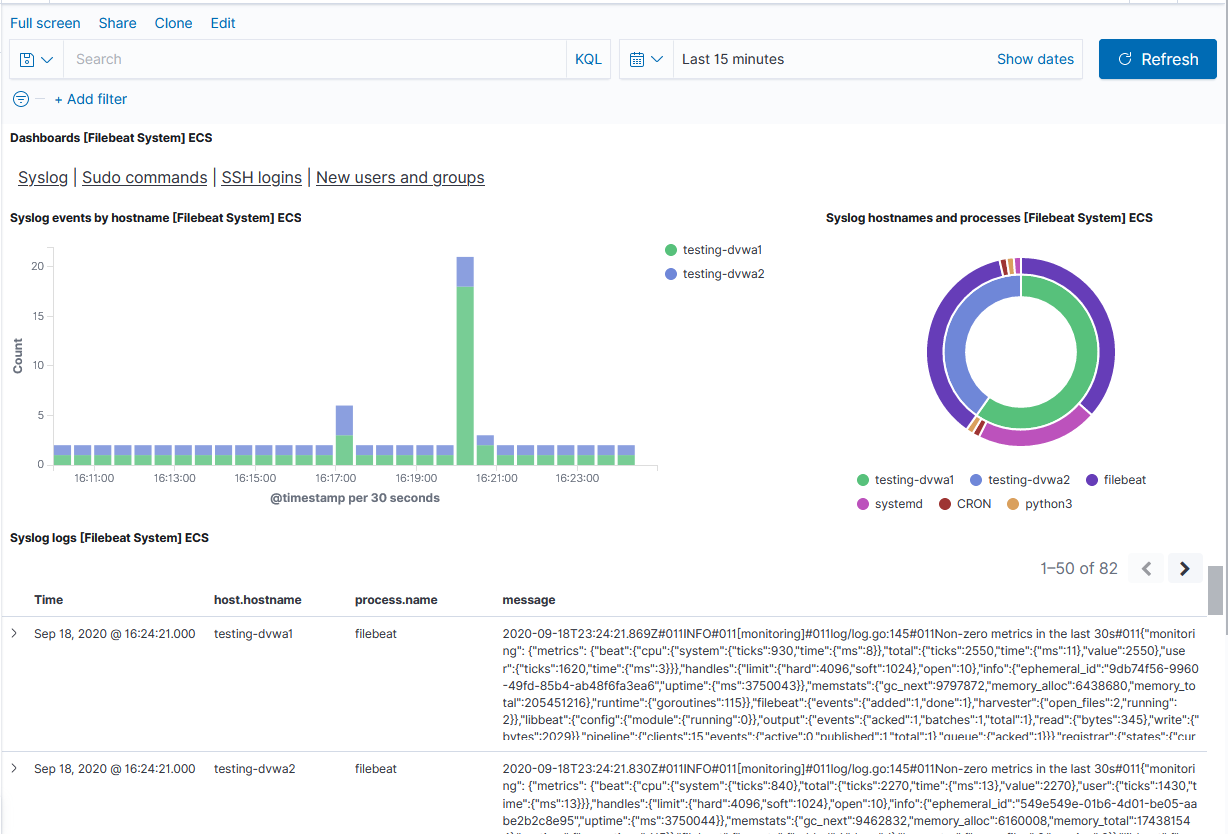 Full screen Share Clone Edit
Search KQL Last 15 minutes Show dates Refresh
+ Add filter
Dashboards [Filebeat System] ECS
Syslog | Sudo commands | SSH logins | New users and groups
Syslog events by hostname [Filebeat System] ECS
testing-dvwa1
testing-dvwa2
20
15
10
5
0
Count
16:11:00 16:13:00 16:15:00 16:17:00 16:19:00 16:21:00 16:23:00
@timestamp per 30 seconds
Syslog hostnames and processes [Filebeat System] ECS
testing-dvwa1 testing-dvwa2 filebeat
systemd CRON python3
Syslog logs [Filebeat System] ECS
1–50 of 82
Time host.hostname process.name message
Sep 18, 2020 @ 16:24:21.000 testing-dvwa1 filebeat 2020-09-18T23:24:21.869Z#011INFO#011[monitoring]#011log/log.go:145#011Non-zero metrics in the last 30s#011{"monitori
ng": {"metrics": {"beat":{"cpu":{"system":{"ticks":930,"time":{"ms":8}},"total":{"ticks":2550,"time":{"ms":11},"value":2550},"use
r":{"ticks":1620,"time":{"ms":3}}},"handles":{"limit":{"hard":4096,"soft":1024},"open":10},"info":{"ephemeral_id":"9db74f56-9960
-49fd-85b4-ab48f6fa3ea6","uptime":{"ms":3750043}},"memstats":{"gc_next":9797872,"memory_alloc":6438680,"memory_to
tal":205451216},"runtime":{"goroutines":115}},"filebeat":{"events":{"added":1,"done":1},"harvester":{"open_files":2,"running":
2}},"libbeat":{"config":{"module":{"running":0}},"output":{"events":{"acked":1,"batches":1,"total":1},"read":{"bytes":345},"write":{"
bytes":2029}},"pipeline":{"clients":15,"events":{"active":0,"published":1,"total":1},"queue":{"acked":1}}},"registrar":{"states":{"cur
Sep 18, 2020 @ 16:24:21.000 testing-dvwa2 filebeat 2020-09-18T23:24:21.830Z#011INFO#011[monitoring]#011log/log.go:145#011Non-zero metrics in the last 30s#011{"monitori
ng": {"metrics": {"beat":{"cpu":{"system":{"ticks":840},"total":{"ticks":2270,"time":{"ms":13},"value":2270},"user":{"ticks":1430,"t
ime":{"ms":13}}},"handles":{"limit":{"hard":4096,"soft":1024},"open":10},"info":{"ephemeral_id":"549e549e-01b6-4d01-be05-aa
be2b2c8e95","uptime":{"ms":3750044}},"memstats":{"gc_next":9462832,"memory_alloc":6160008,"memory_total":17438154